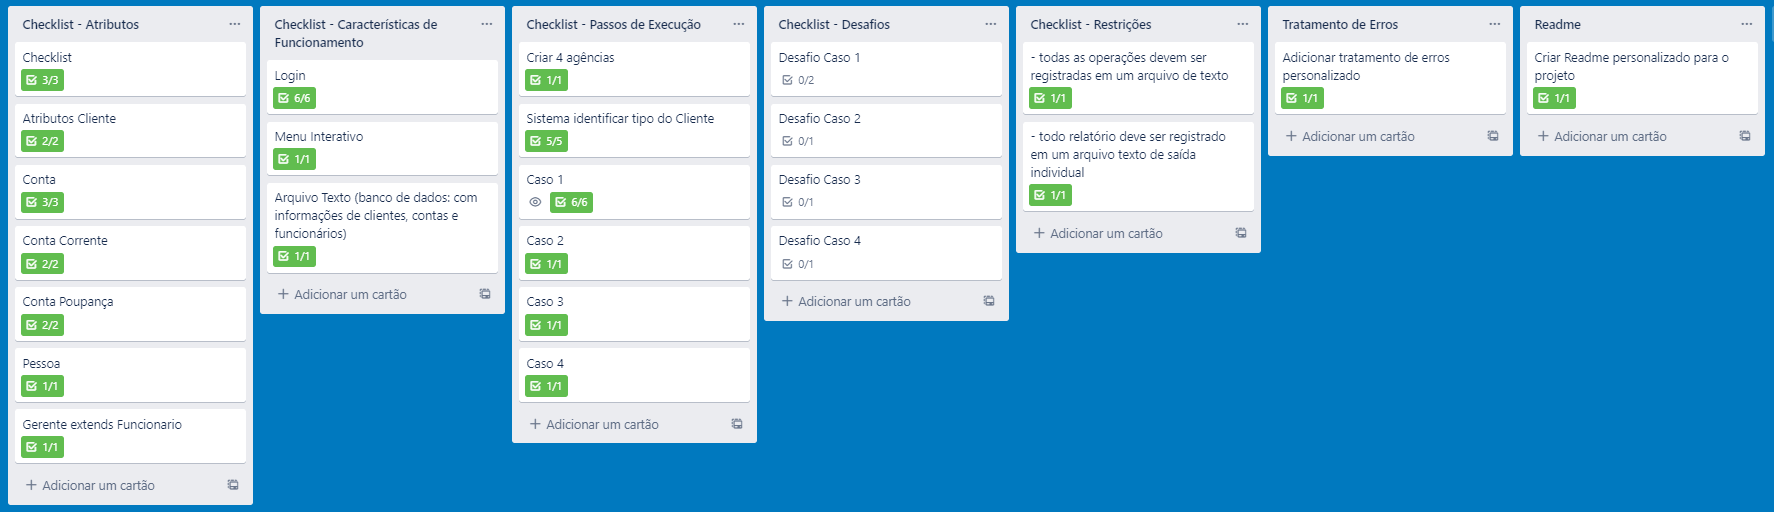 Checklist - Atributos
Checklist
3/3
Atributos Cliente
2/2
Conta
3/3
Conta Corrente
2/2
Conta Poupança
2/2
Pessoa
1/1
Gerente extends Funcionario
1/1
+ Adicionar um cartão
Checklist - Características de
Funcionamento
Login
6/6
Menu Interativo
1/1
Arquivo Texto (banco de dados: com
informações de clientes, contas e
funcionários)
1/1
+ Adicionar um cartão
Checklist - Passos de Execução
Criar 4 agências
1/1
Sistema identificar tipo do Cliente
5/5
Caso 1
6/6
Caso 2
1/1
Caso 3
1/1
Caso 4
1/1
+ Adicionar um cartão
Checklist - Desafios
Desafio Caso 1
0/2
Desafio Caso 2
0/1
Desafio Caso 3
0/1
Desafio Caso 4
0/1
+ Adicionar um cartão
Checklist - Restrições
- todas as operações devem ser
registradas em um arquivo de texto
1/1
- todo relatório deve ser registrado
em um arquivo texto de saída
individual
1/1
+ Adicionar um cartão
Tratamento de Erros
Adicionar tratamento de erros
personalizado
1/1
+ Adicionar um cartão
Readme
Criar Readme personalizado para o
projeto
1/1
+ Adicionar um cartão